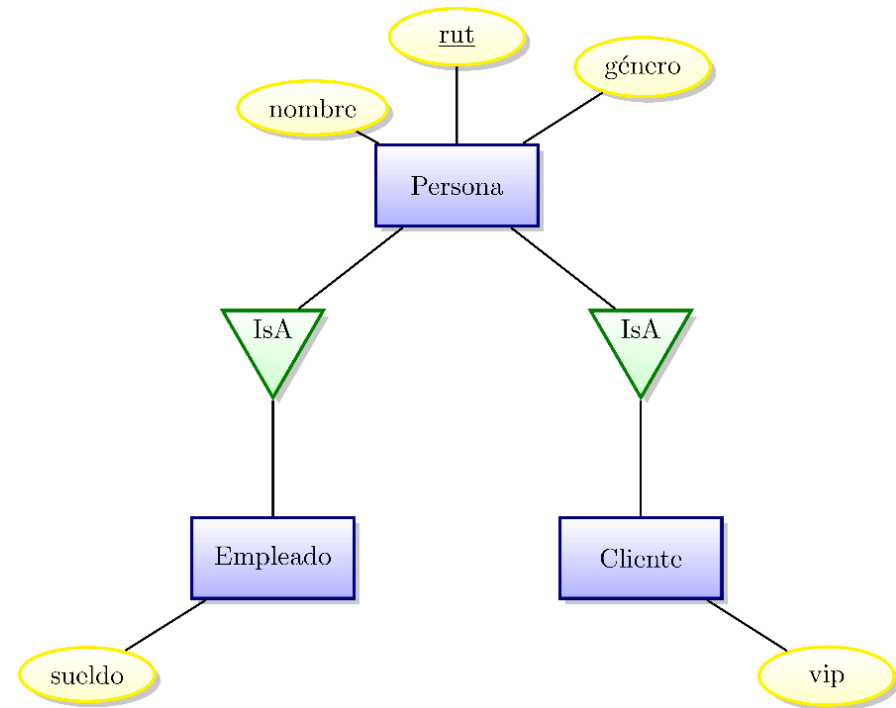 rut
género
nombre
Persona
IsA
IsA
Empleado
Cliente
sueldo
vip